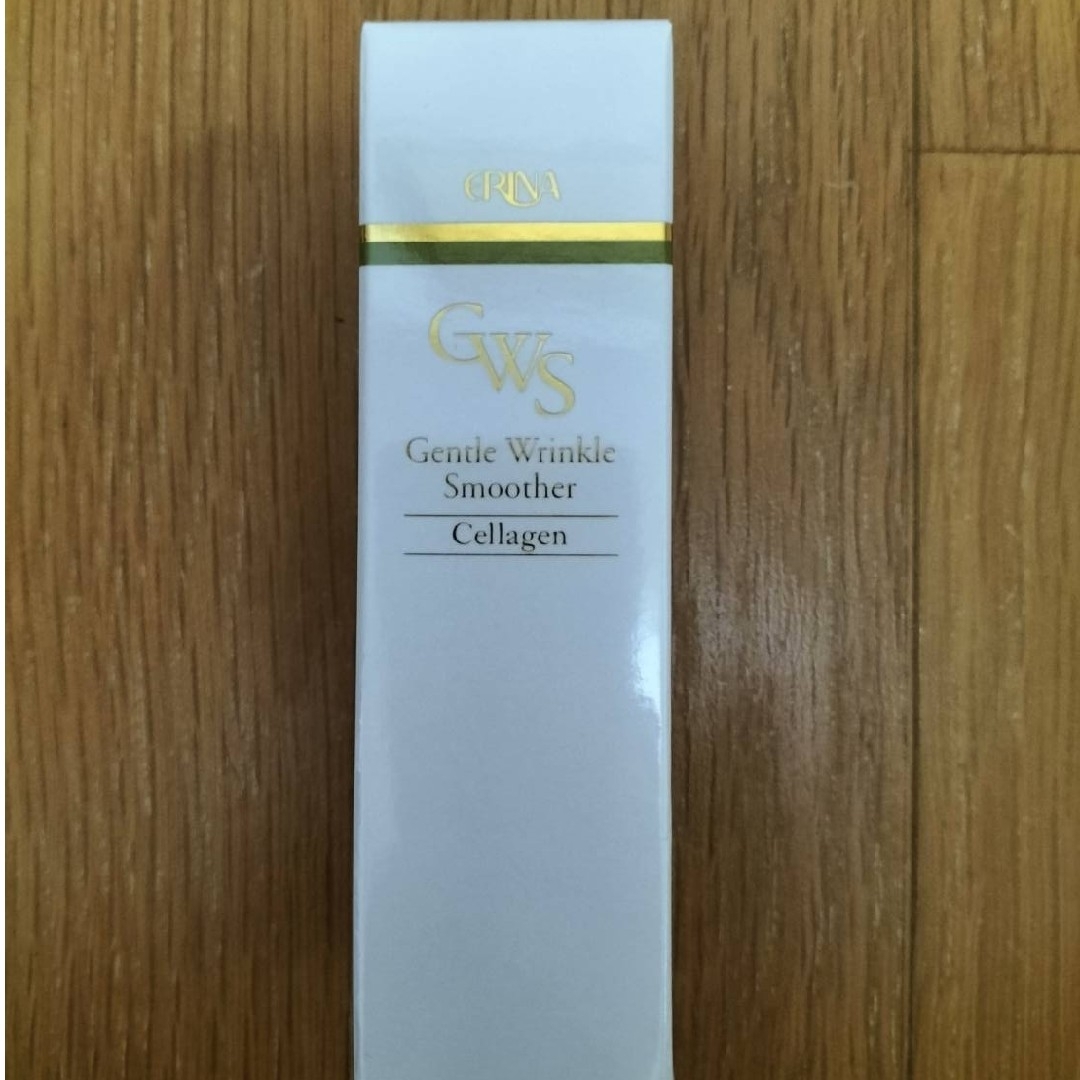 ERINA
GWS
Gentle Wrinkle
Smoother
Cellagen